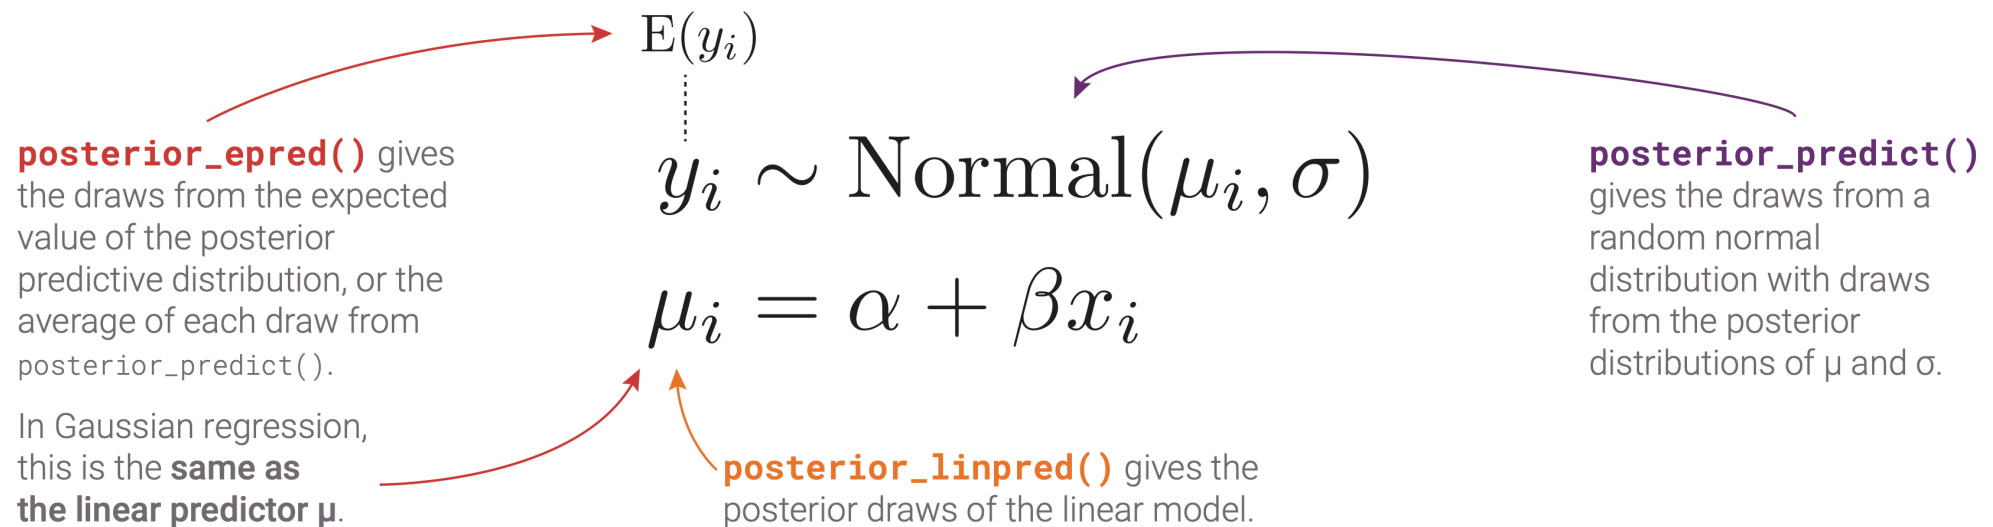 E(yᵢ)
posterior_epred() gives
the draws from the expected
value of the posterior
predictive distribution, or the
average of each draw from
posterior_predict().
In Gaussian regression,
this is the same as
the linear predictor μ.
yᵢ ∼ Normal(μᵢ, σ)
μᵢ = α + βxᵢ
posterior_linpred() gives the
posterior draws of the linear model.
posterior_predict()
gives the draws from a
random normal
distribution with draws
from the posterior
distributions of μ and σ.